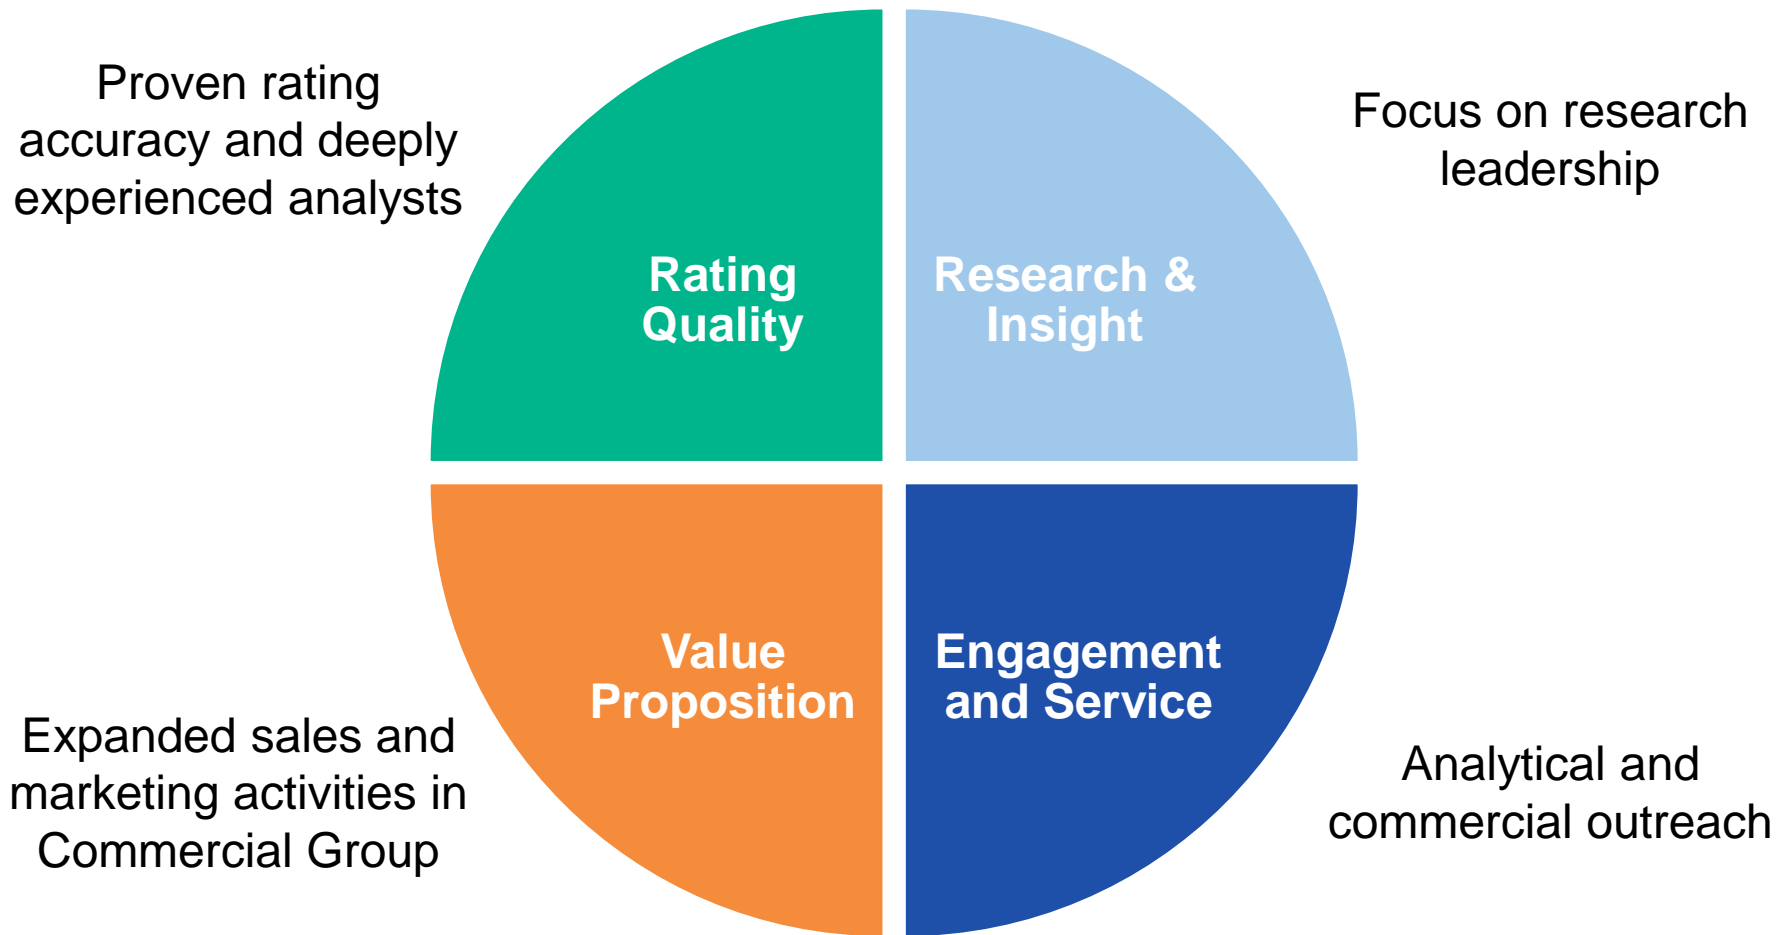 Proven rating
accuracy and deeply
experienced analysts
Focus on research
leadership
Rating
Quality
Research &
Insight
Value
Proposition
Engagement
and Service
Expanded sales and
marketing activities in
Commercial Group
Analytical and
commercial outreach